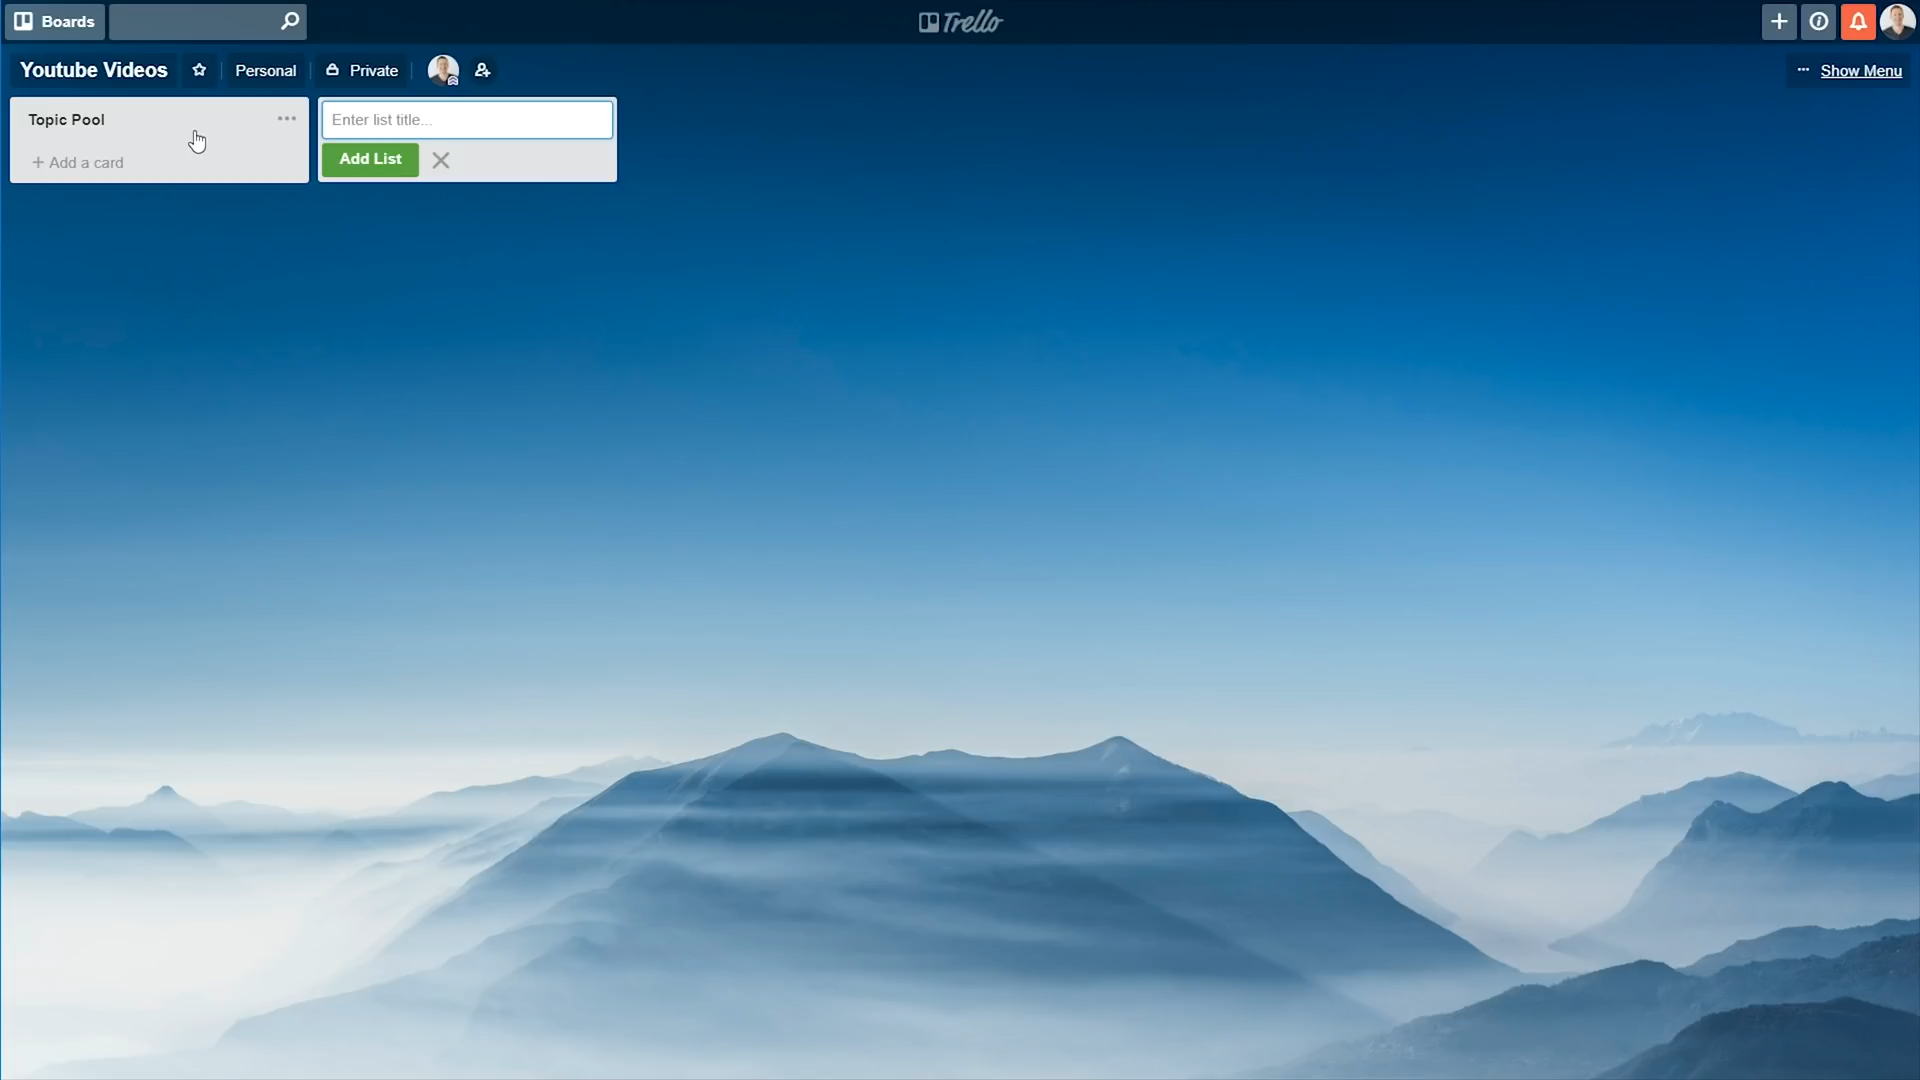 Boards
Trello
Youtube Videos
Personal
Private
Show Menu
Topic Pool
Enter list title...
+ Add a card
Add List